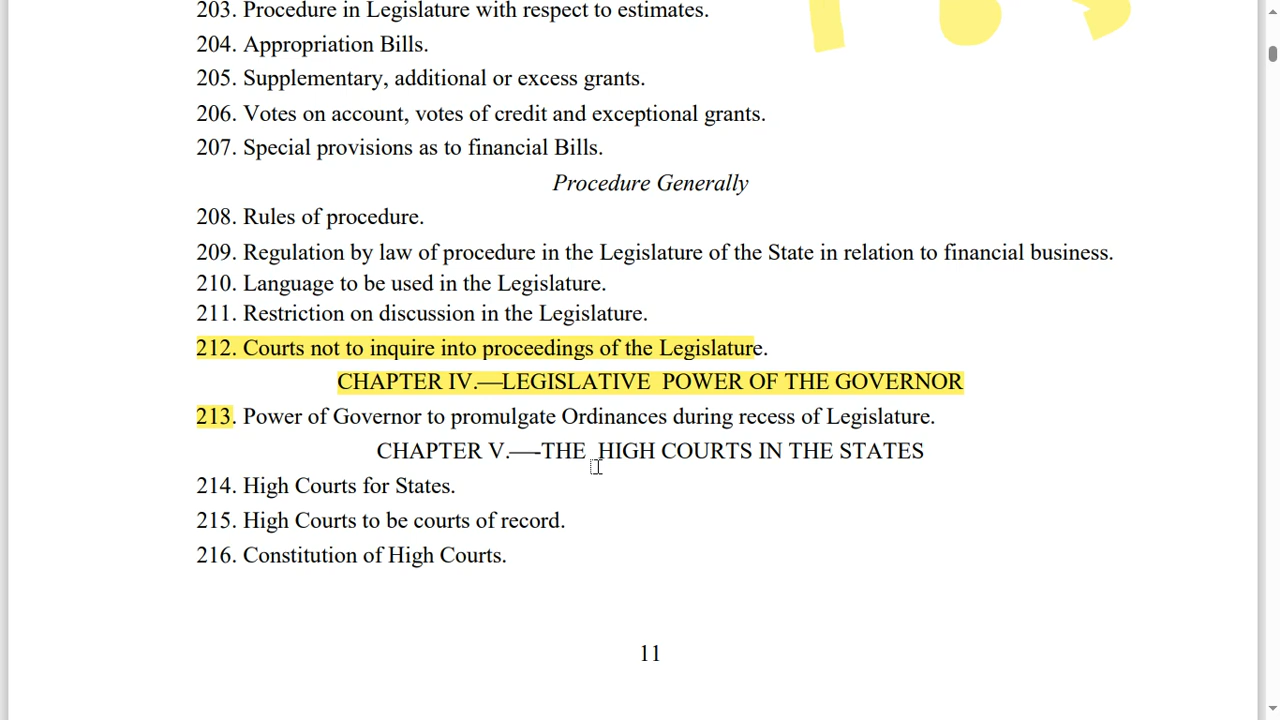 203. Procedure in Legislature with respect to estimates.
204. Appropriation Bills.
205. Supplementary, additional or excess grants.
206. Votes on account, votes of credit and exceptional grants.
207. Special provisions as to financial Bills.
Procedure Generally
208. Rules of procedure.
209. Regulation by law of procedure in the Legislature of the State in relation to financial business.
210. Language to be used in the Legislature.
211. Restriction on discussion in the Legislature.
212. Courts not to inquire into proceedings of the Legislature.
CHAPTER IV.—LEGISLATIVE POWER OF THE GOVERNOR
213. Power of Governor to promulgate Ordinances during recess of Legislature.
CHAPTER V.—-THE HIGH COURTS IN THE STATES
214. High Courts for States.
215. High Courts to be courts of record.
216. Constitution of High Courts.
11